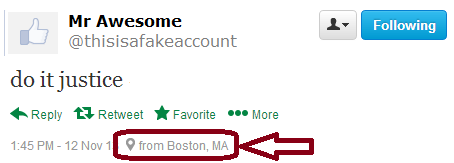 Mr Awesome
@thisisafakeaccount
Following
do it justice
Reply Retweet Favorite More
1:45 PM - 12 Nov 1
from Boston, MA